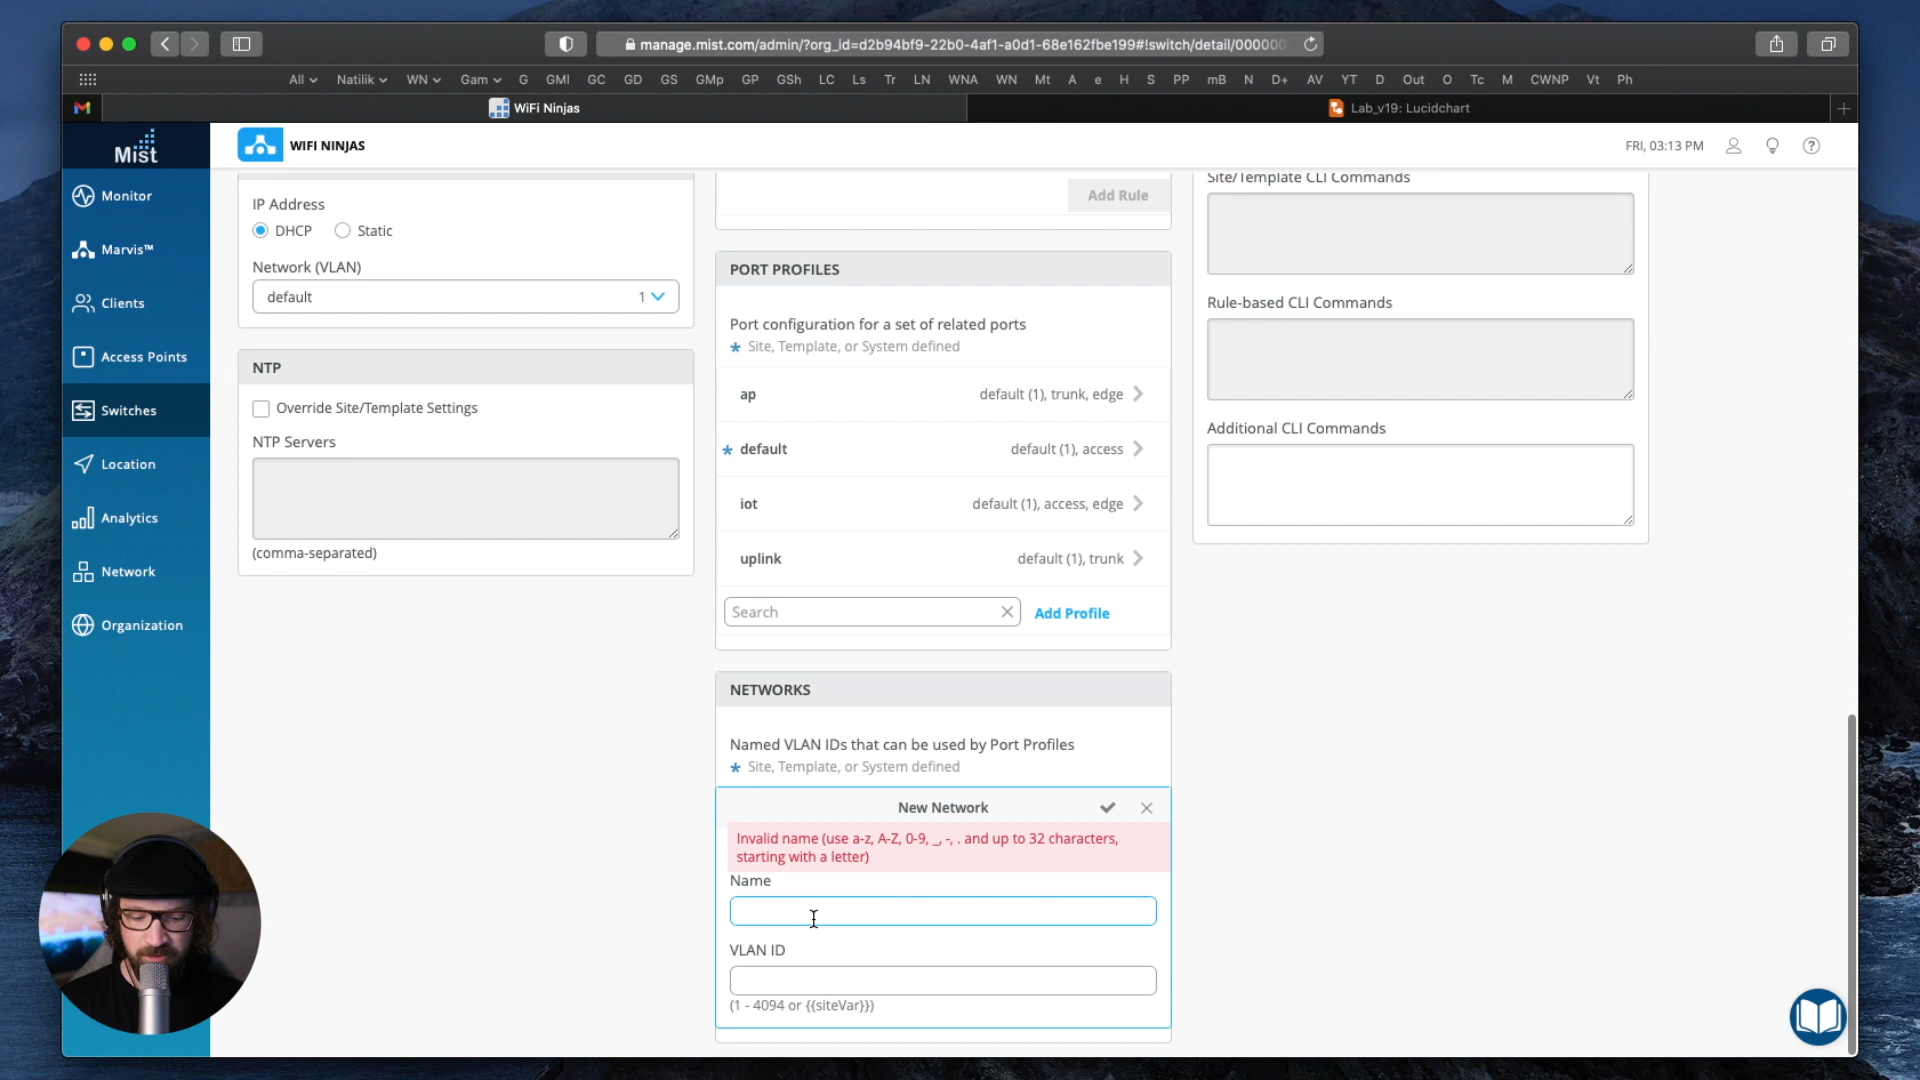 manage.mist.com/admin/?org_id=d2b94bf9-22b0-4af1-a0d1-68e162fbe199#!switch/detail/000000
All Natilik WN Gam G GMI GC GD GS GMp GP GSh LC Ls Tr LN WNA WN Mt A e H S PP mB N D+ AV YT D Out O Tc M CWNP Vt Ph
WiFi Ninjas
Lab_v19: Lucidchart
Mist
WIFI NINJAS
FRI, 03:13 PM
Monitor
Marvis™
Clients
Access Points
Switches
Location
Analytics
Network
Organization
IP Address
DHCP Static
Network (VLAN)
default 1
NTP
Override Site/Template Settings
NTP Servers
(comma-separated)
Add Rule
PORT PROFILES
Port configuration for a set of related ports
* Site, Template, or System defined
ap default (1), trunk, edge
* default default (1), access
iot default (1), access, edge
uplink default (1), trunk
Search Add Profile
NETWORKS
Named VLAN IDs that can be used by Port Profiles
* Site, Template, or System defined
New Network
Invalid name (use a-z, A-Z, 0-9, _, -, . and up to 32 characters,
starting with a letter)
Name
VLAN ID
(1 - 4094 or {{siteVar}})
Site/Template CLI Commands
Rule-based CLI Commands
Additional CLI Commands